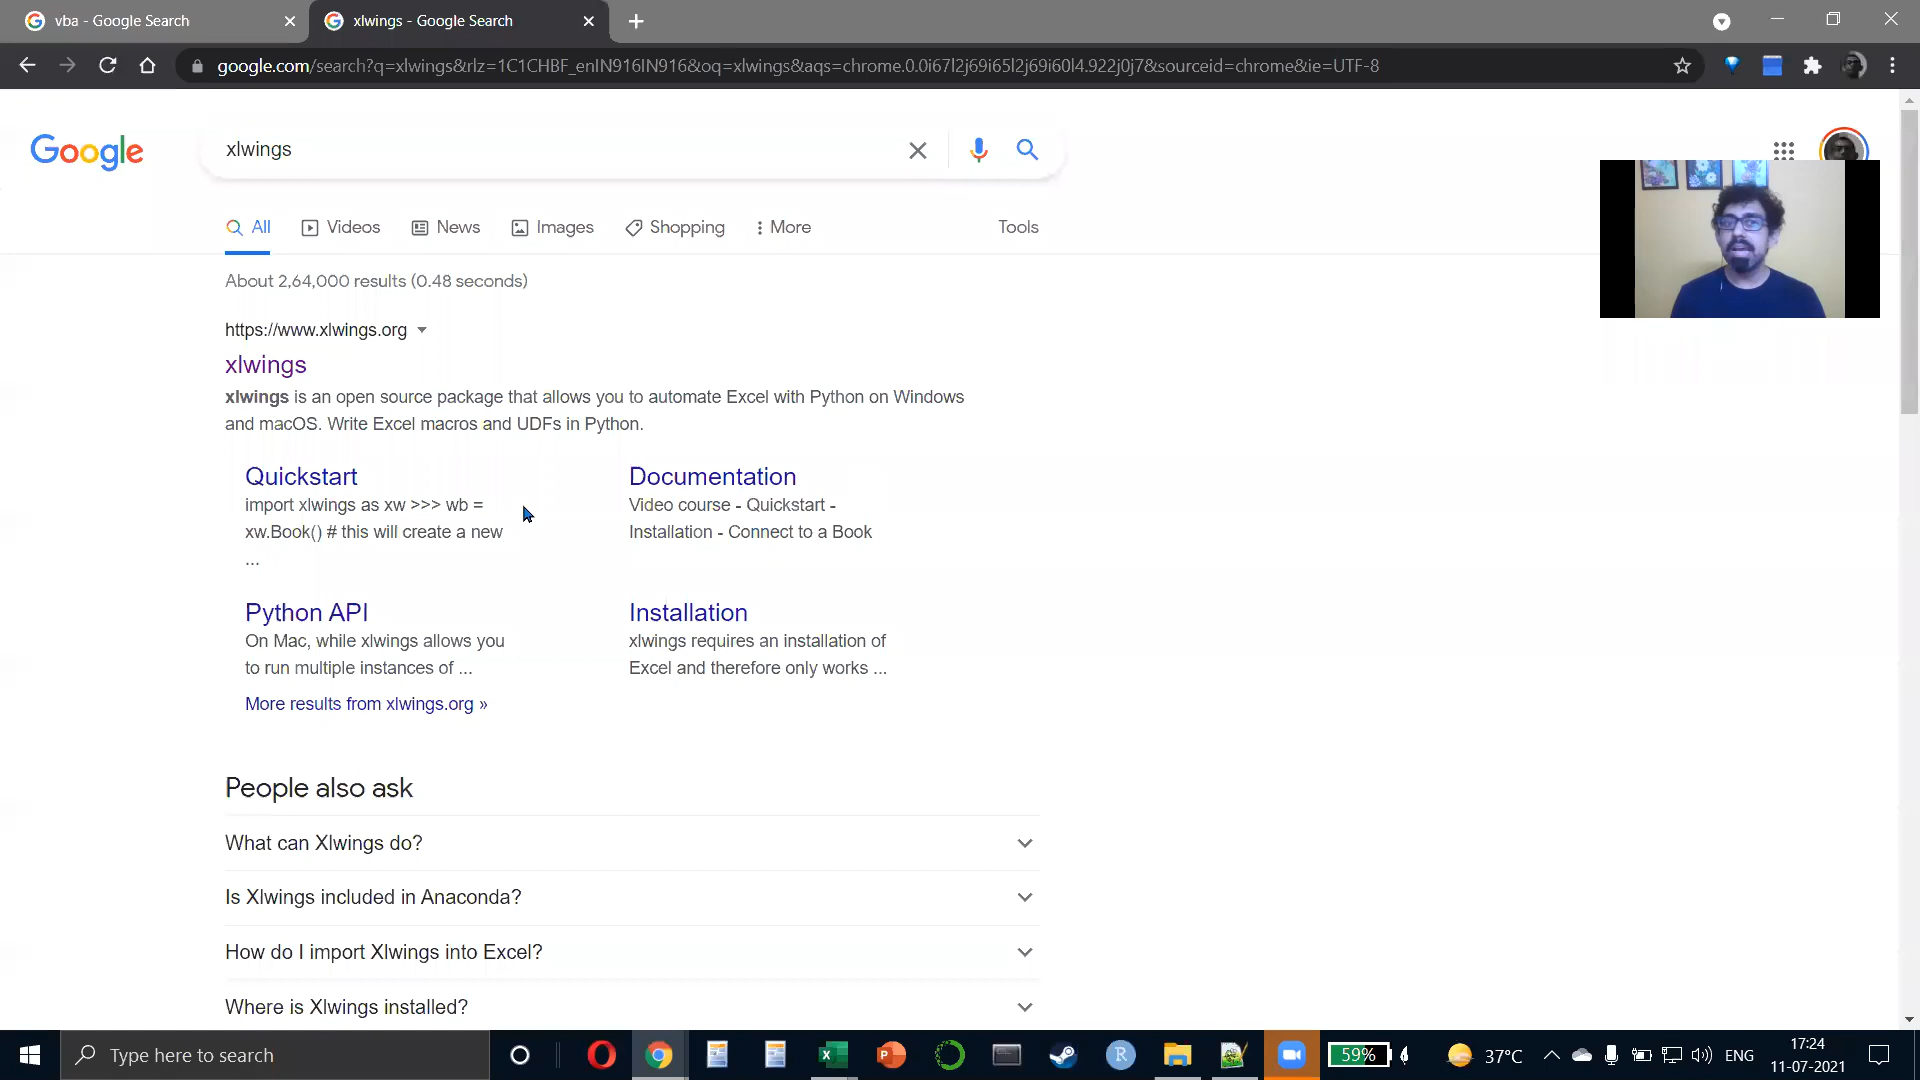 vba - Google Search
xlwings - Google Search
google.com/search?q=xlwings&rlz=1C1CHBF_enIN916IN916&oq=xlwings&aqs=chrome.0.0i67l2j69i65l2j69i60l4.922j0j7&sourceid=chrome&ie=UTF-8
Google
xlwings
All
Videos
News
Images
Shopping
More
Tools
About 2,64,000 results (0.48 seconds)
https://www.xlwings.org
xlwings
xlwings is an open source package that allows you to automate Excel with Python on Windows
and macOS. Write Excel macros and UDFs in Python.
Quickstart
import xlwings as xw >>> wb =
xw.Book() # this will create a new
...
Documentation
Video course - Quickstart -
Installation - Connect to a Book
Python API
On Mac, while xlwings allows you
to run multiple instances of ...
Installation
xlwings requires an installation of
Excel and therefore only works ...
More results from xlwings.org »
People also ask
What can Xlwings do?
Is Xlwings included in Anaconda?
How do I import Xlwings into Excel?
Where is Xlwings installed?
Type here to search
59%
37°C
ENG
17:24
11-07-2021